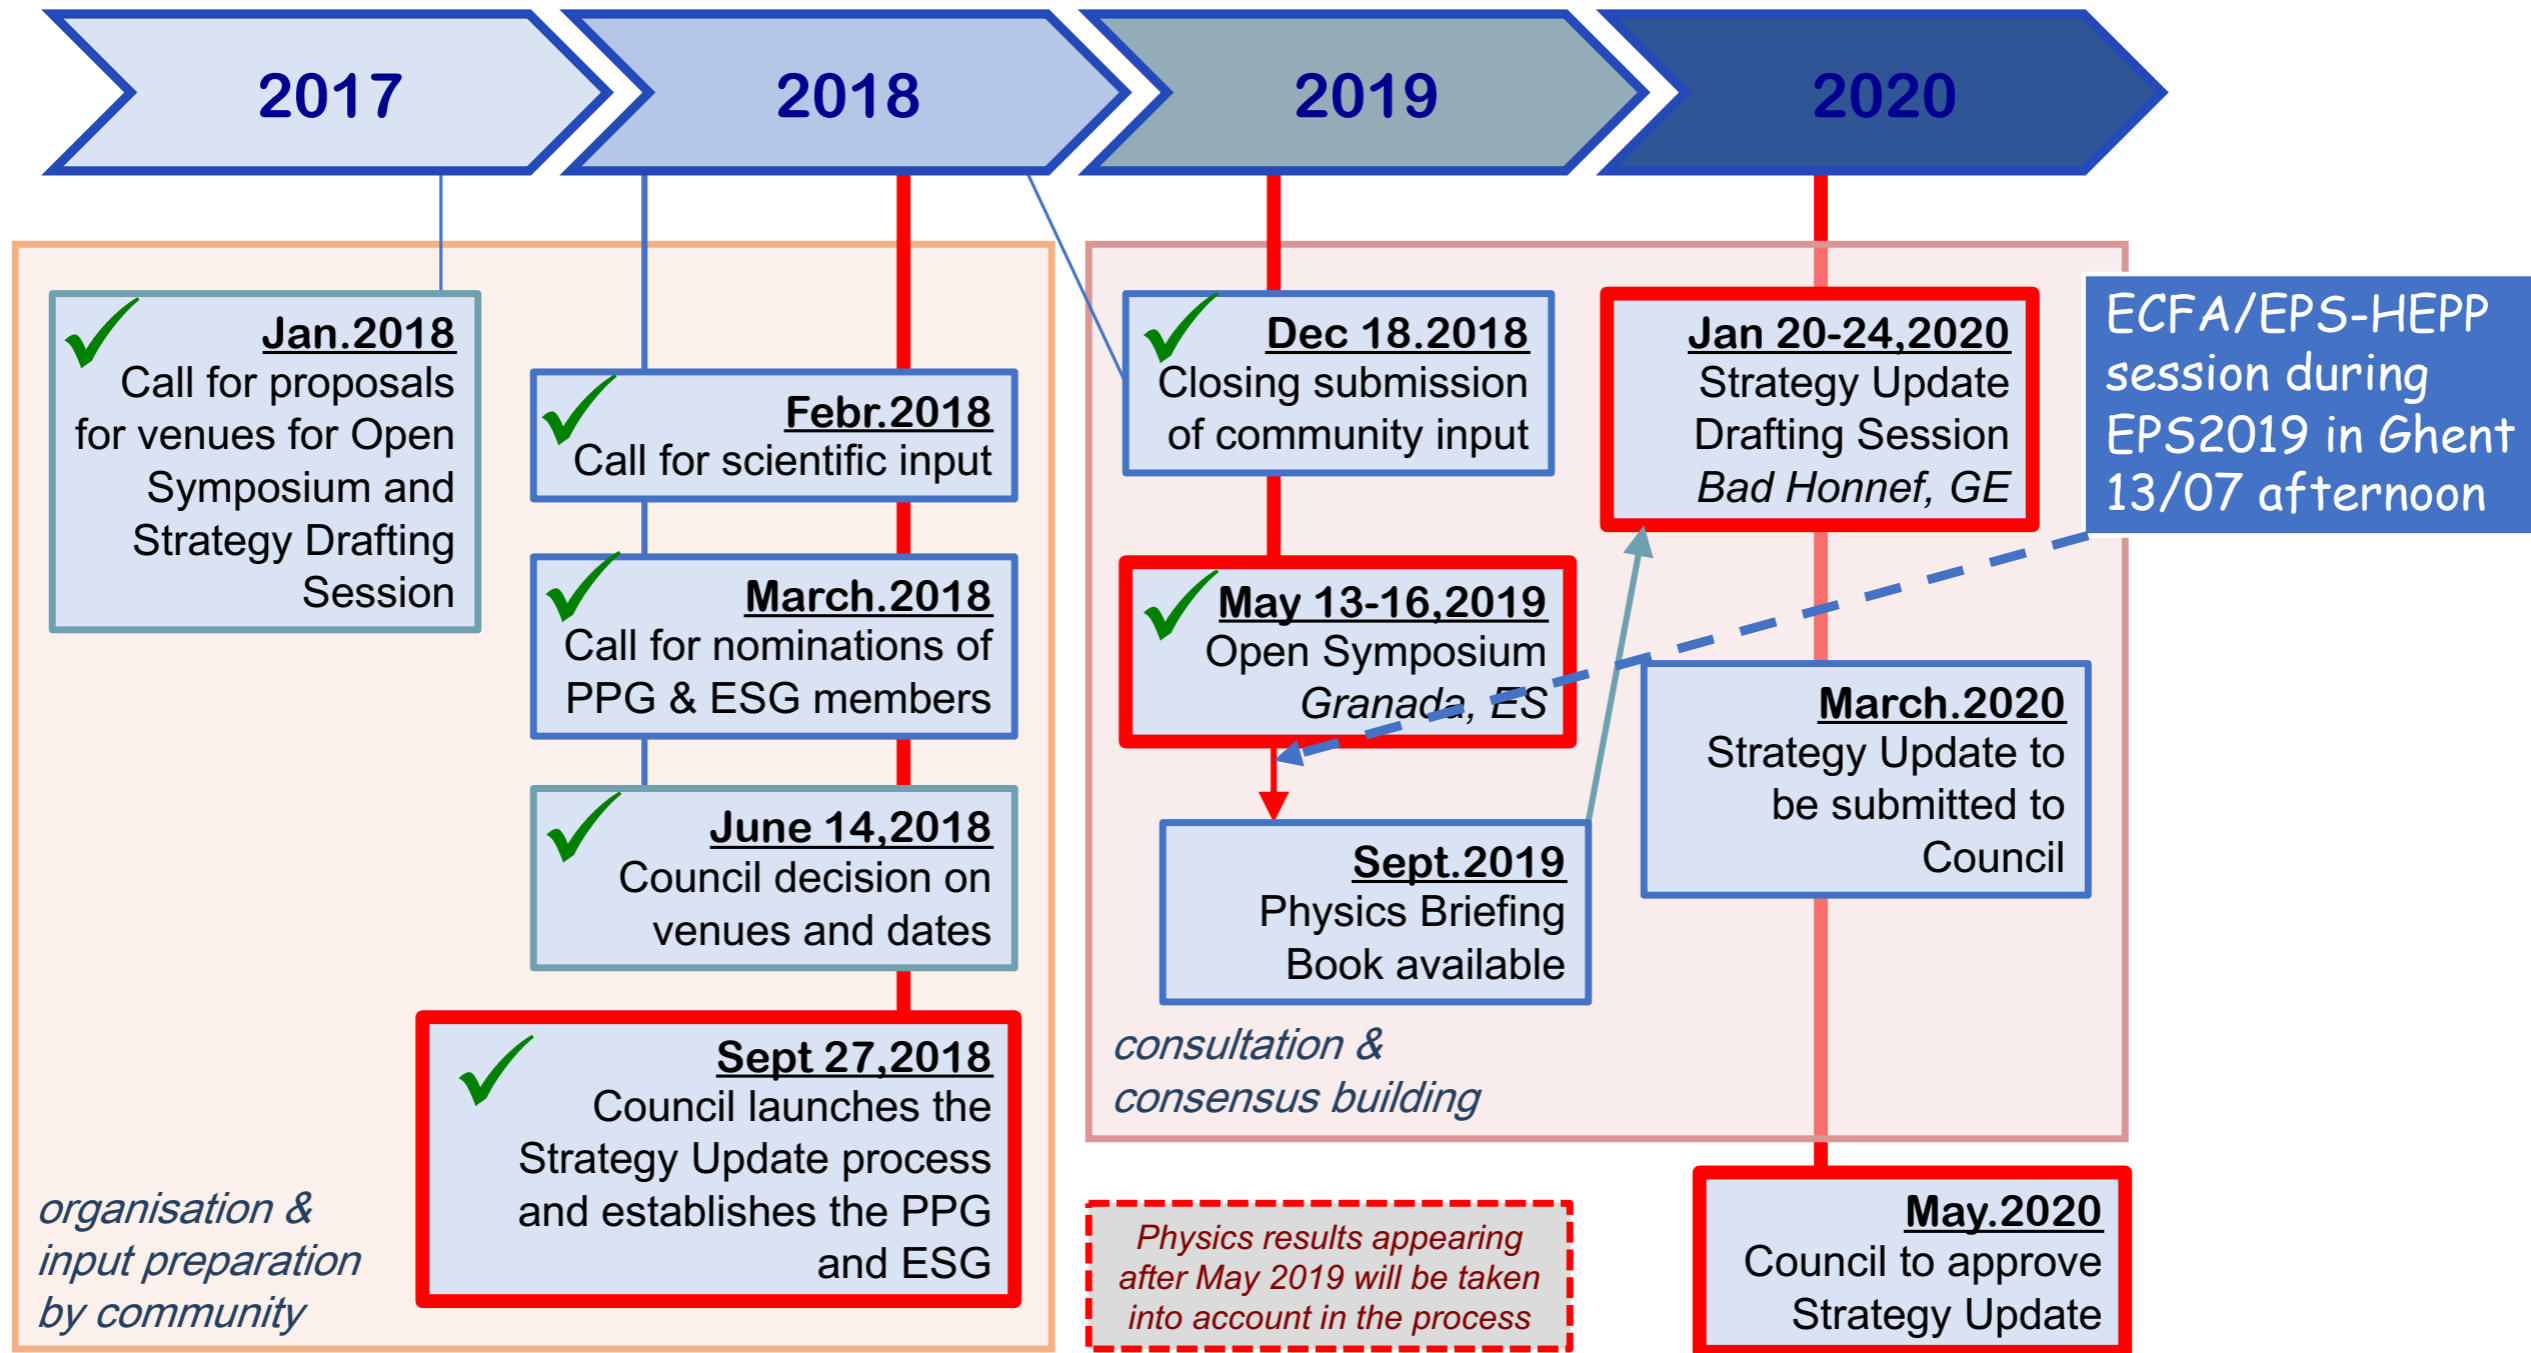 2017
2018
2019
2020
Jan.2018
Call for proposals
for venues for Open
Symposium and
Strategy Drafting
Session
Febr.2018
Call for scientific input
March.2018
Call for nominations of
PPG & ESG members
June 14,2018
Council decision on
venues and dates
Sept 27,2018
Council launches the
Strategy Update process
and establishes the PPG
and ESG
organisation &
input preparation
by community
Dec 18.2018
Closing submission
of community input
May 13-16,2019
Open Symposium
Granada, ES
Sept.2019
Physics Briefing
Book available
consultation &
consensus building
Physics results appearing
after May 2019 will be taken
into account in the process
Jan 20-24,2020
Strategy Update
Drafting Session
Bad Honnef, GE
March.2020
Strategy Update to
be submitted to
Council
May.2020
Council to approve
Strategy Update
ECFA/EPS-HEPP
session during
EPS2019 in Ghent
13/07 afternoon